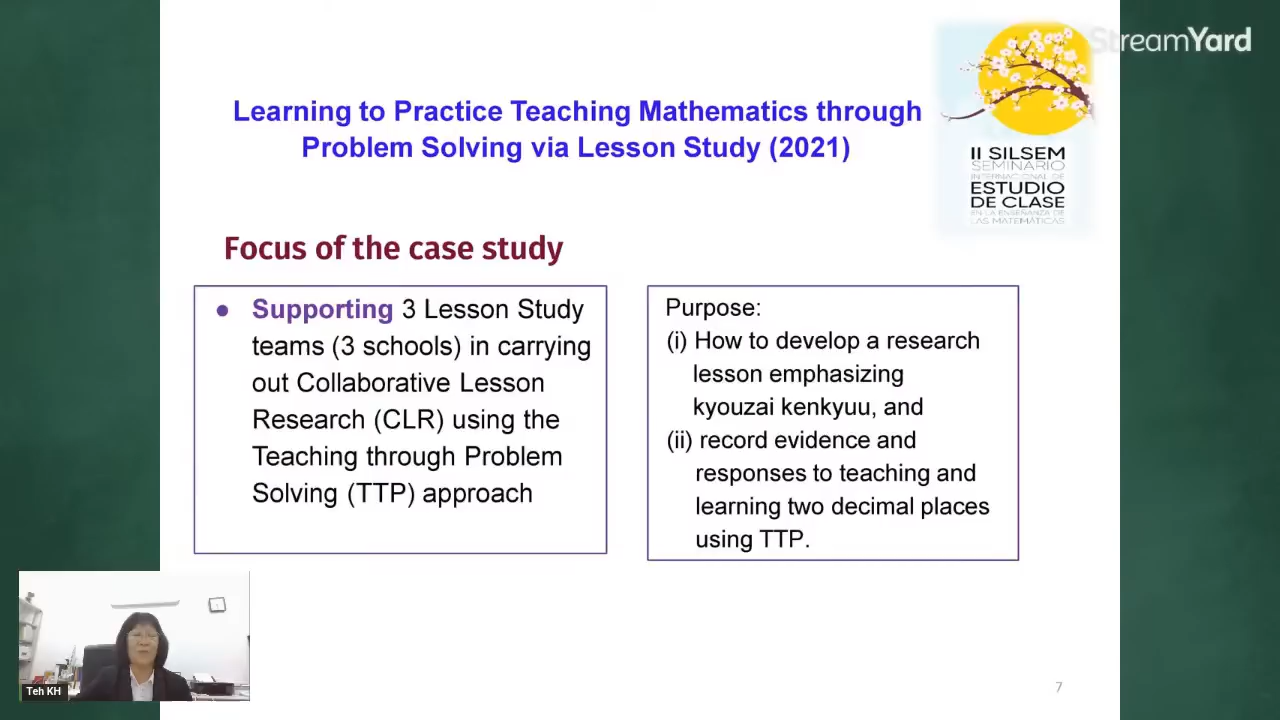 StreamYard
Learning to Practice Teaching Mathematics through
Problem Solving via Lesson Study (2021)
II SILSEM
SEMINARIO
INTERNACIONAL DE
ESTUDIO
DE CLASE
EN LA ENSEÑANZA DE
LAS MATEMÁTICAS
Focus of the case study
● Supporting 3 Lesson Study
teams (3 schools) in carrying
out Collaborative Lesson
Research (CLR) using the
Teaching through Problem
Solving (TTP) approach
Purpose:
(i) How to develop a research
lesson emphasizing
kyouzai kenkyuu, and
(ii) record evidence and
responses to teaching and
learning two decimal places
using TTP.
Teh KH
7